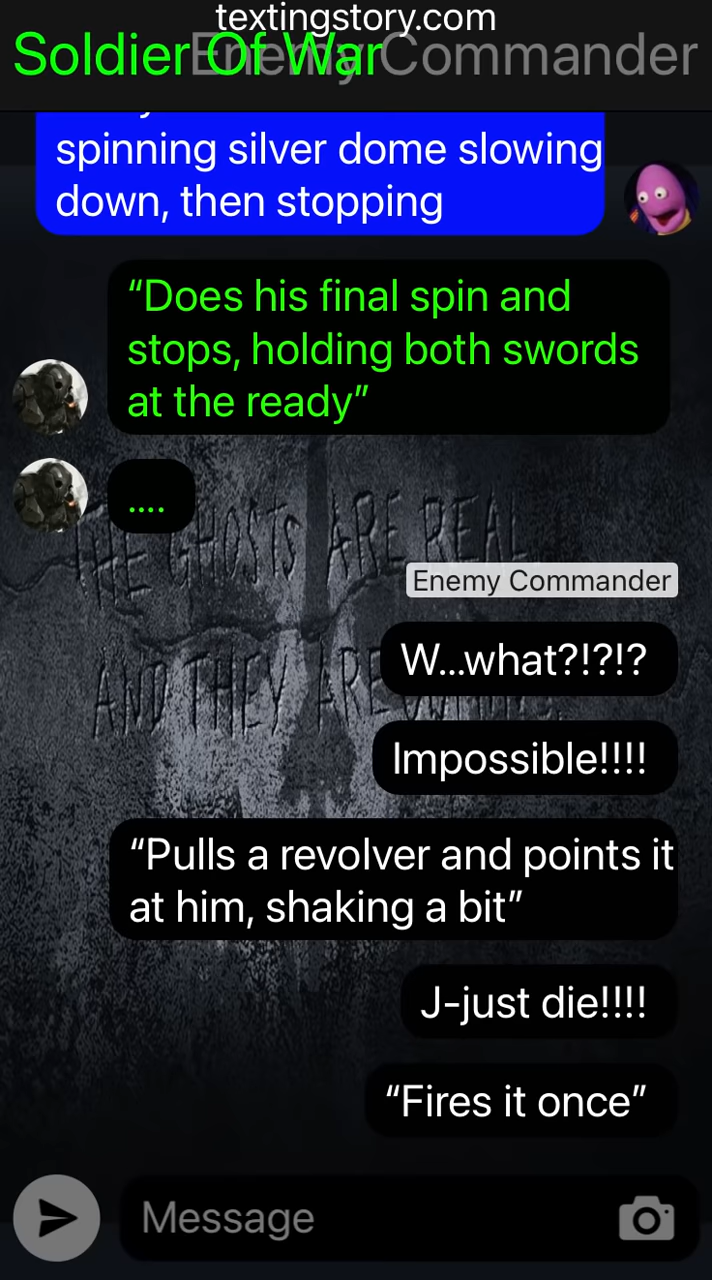 textingstory.com
Soldier Of War Enemy Commander
spinning silver dome slowing
down, then stopping
“Does his final spin and
stops, holding both swords
at the ready”
....
THE GHOSTS ARE REAL
AND THEY ARE
Enemy Commander
W...what?!?!?
Impossible!!!!
“Pulls a revolver and points it
at him, shaking a bit”
J-just die!!!!
“Fires it once”
Message